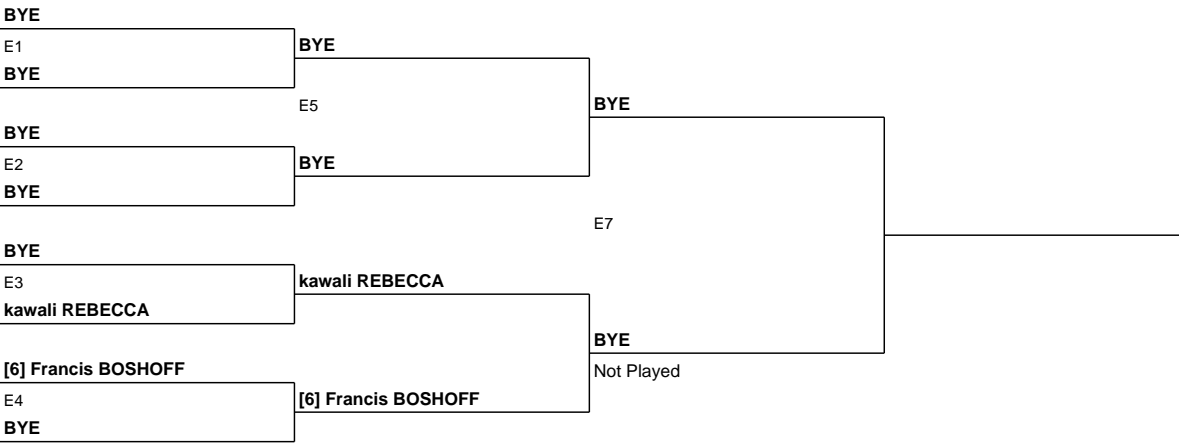 BYE
E1
BYE
BYE
E2
BYE
BYE
E3
kawali REBECCA
[6] Francis BOSHOFF
E4
BYE
BYE
E5
BYE
kawali REBECCA
[6] Francis BOSHOFF
BYE
E7
BYE
Not Played